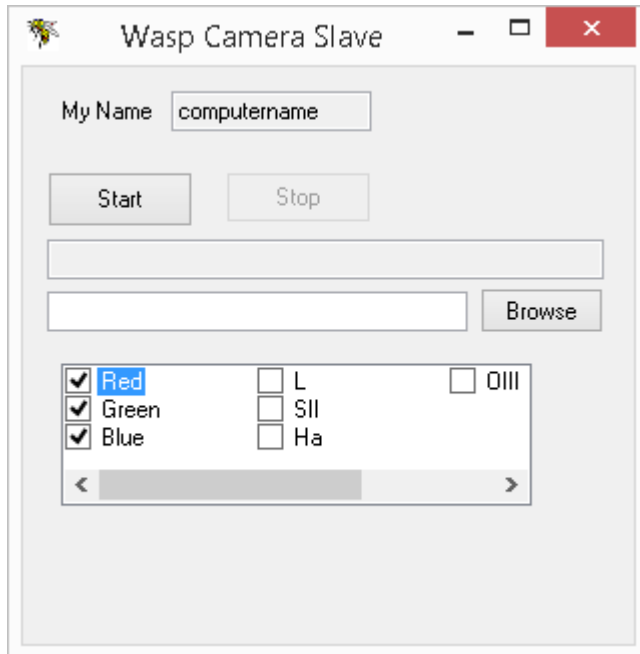 Wasp Camera Slave
My Name computername
Start Stop
Browse
Red L OIII
Green SII
Blue Ha